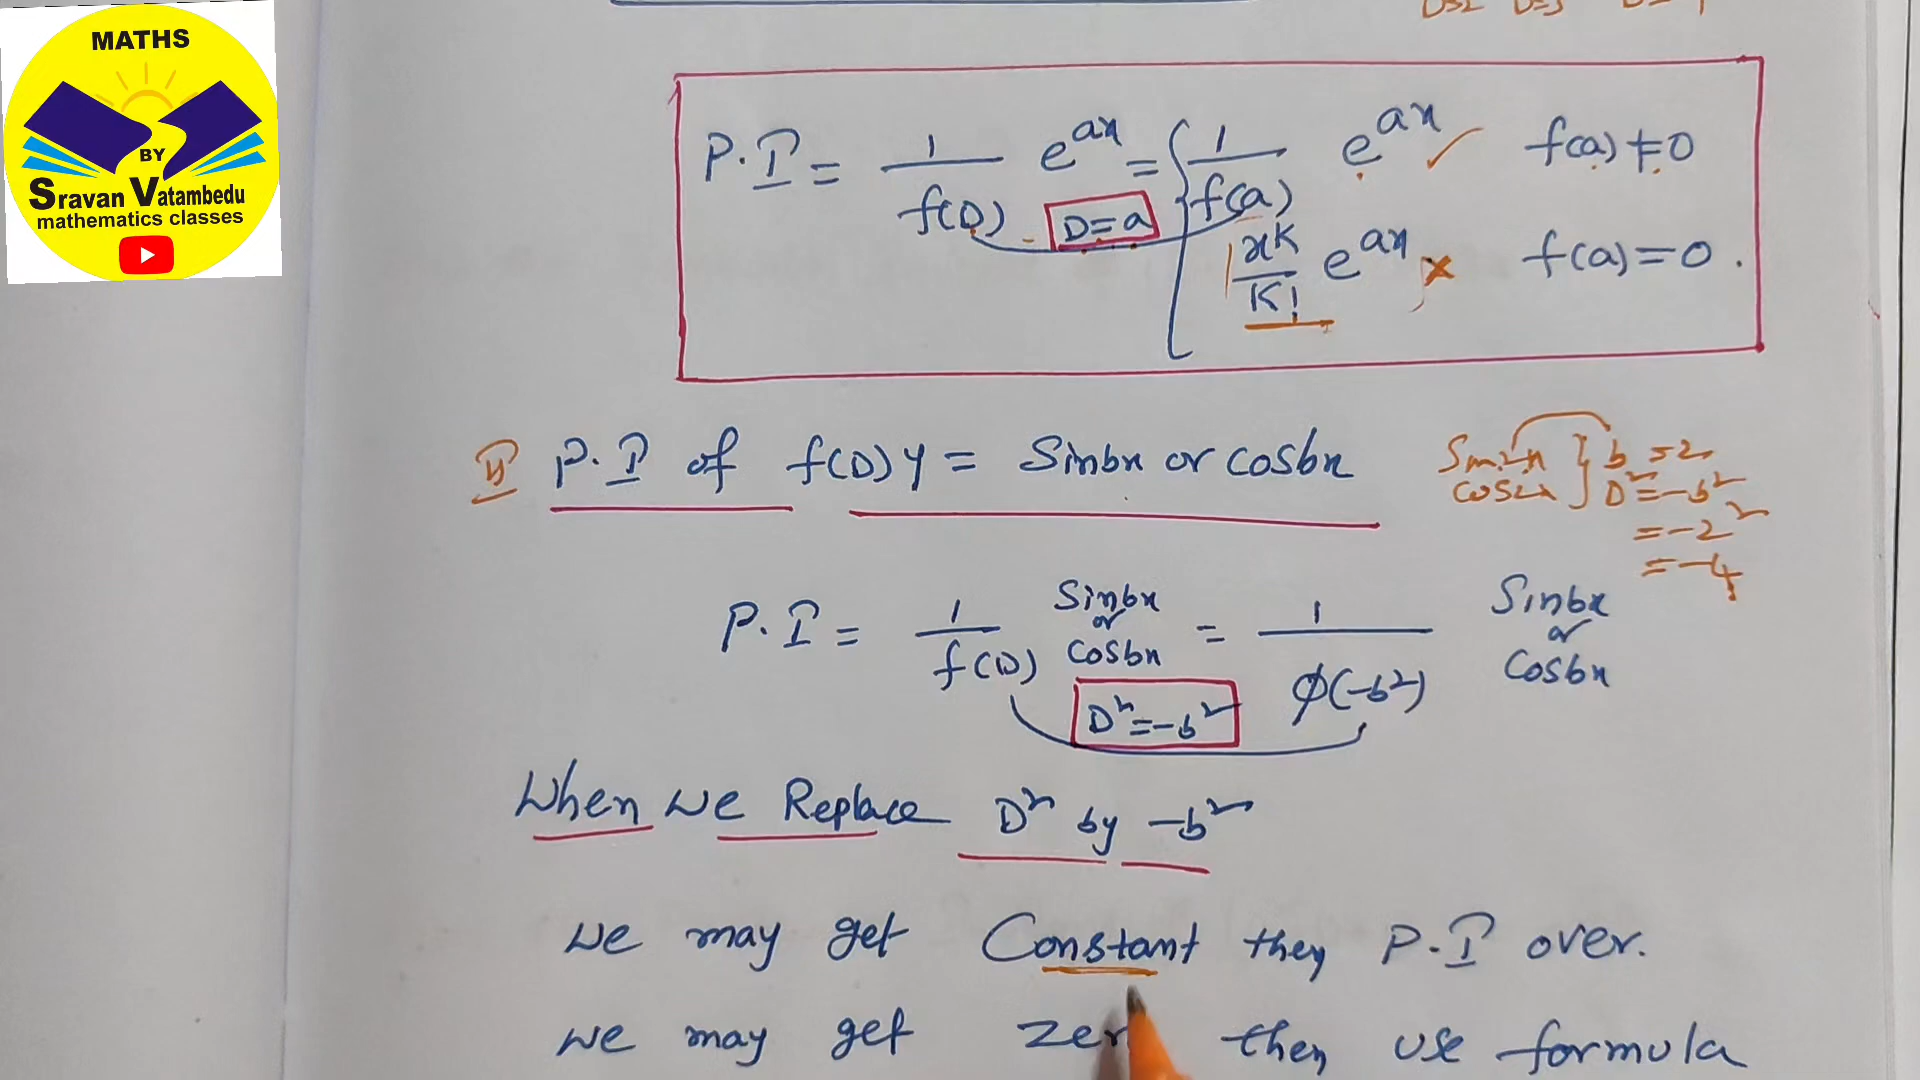 MATHS
BY
Sravan Vatambedu
mathematics classes
P.I = 1/f(D) e^{ax} = { 1/f(a) e^{ax} ✓ f(a) ≠ 0
D=a
x^K/K! e^{ax} × f(a) = 0.
II P.I of f(D)y = Sinbx or cosbx
Sin2x
cos2x } b = 2
D² = -b²
= -2²
= -4
P.I = 1/f(D) Sinbx or Cosbx = 1/ϕ(-b²) Sinbx or Cosbx
D² = -b²
When we Replace D² by -b²
we may get Constant then P.I over.
we may get then use formula